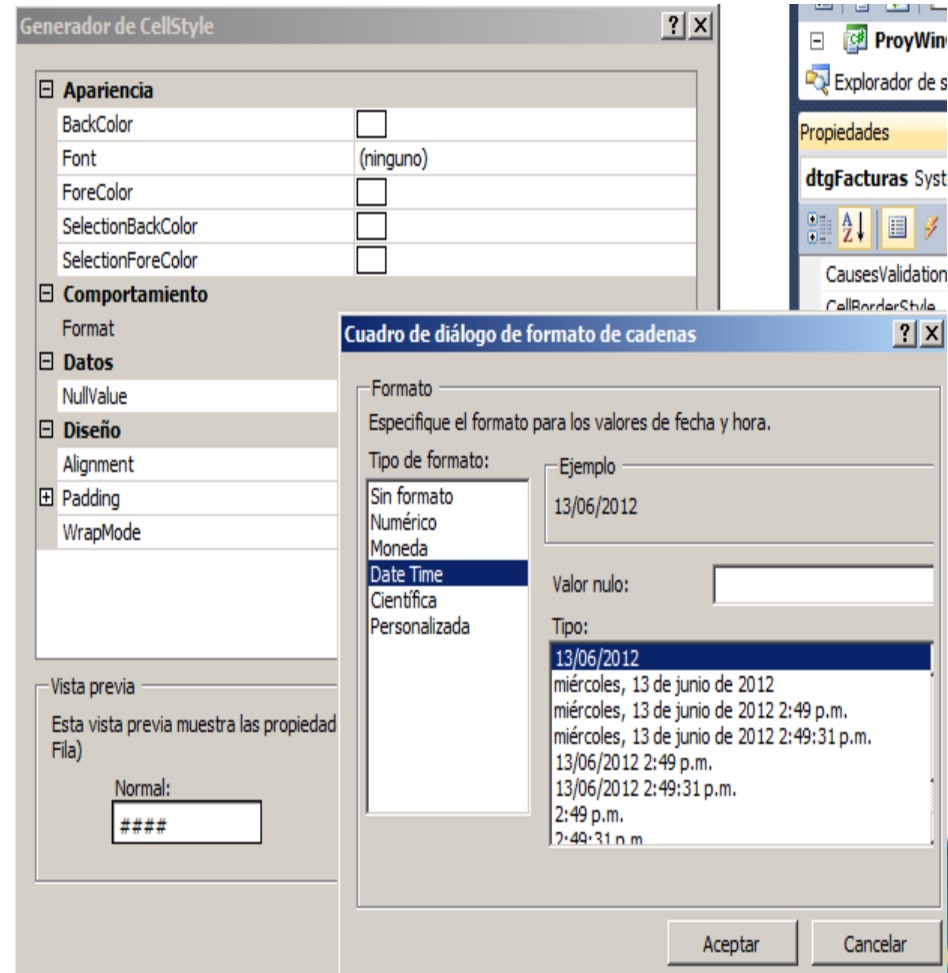 Generador de CellStyle
Apariencia
BackColor
Font (ninguno)
ForeColor
SelectionBackColor
SelectionForeColor
Comportamiento
Format
Datos
NullValue
Diseño
Alignment
Padding
WrapMode
Vista previa
Esta vista previa muestra las propiedad
Fila)
Normal:
####
Cuadro de diálogo de formato de cadenas
Formato
Especifique el formato para los valores de fecha y hora.
Tipo de formato:
Sin formato
Numérico
Moneda
Date Time
Científica
Personalizada
Ejemplo
13/06/2012
Valor nulo:
Tipo:
13/06/2012
miércoles, 13 de junio de 2012
miércoles, 13 de junio de 2012 2:49 p.m.
miércoles, 13 de junio de 2012 2:49:31 p.m.
13/06/2012 2:49 p.m.
13/06/2012 2:49:31 p.m.
2:49 p.m.
2:49:31 p.m.
Aceptar Cancelar
ProyWin
Explorador de s
Propiedades
dtgFacturas Syst
CausesValidation
CellBorderStyle